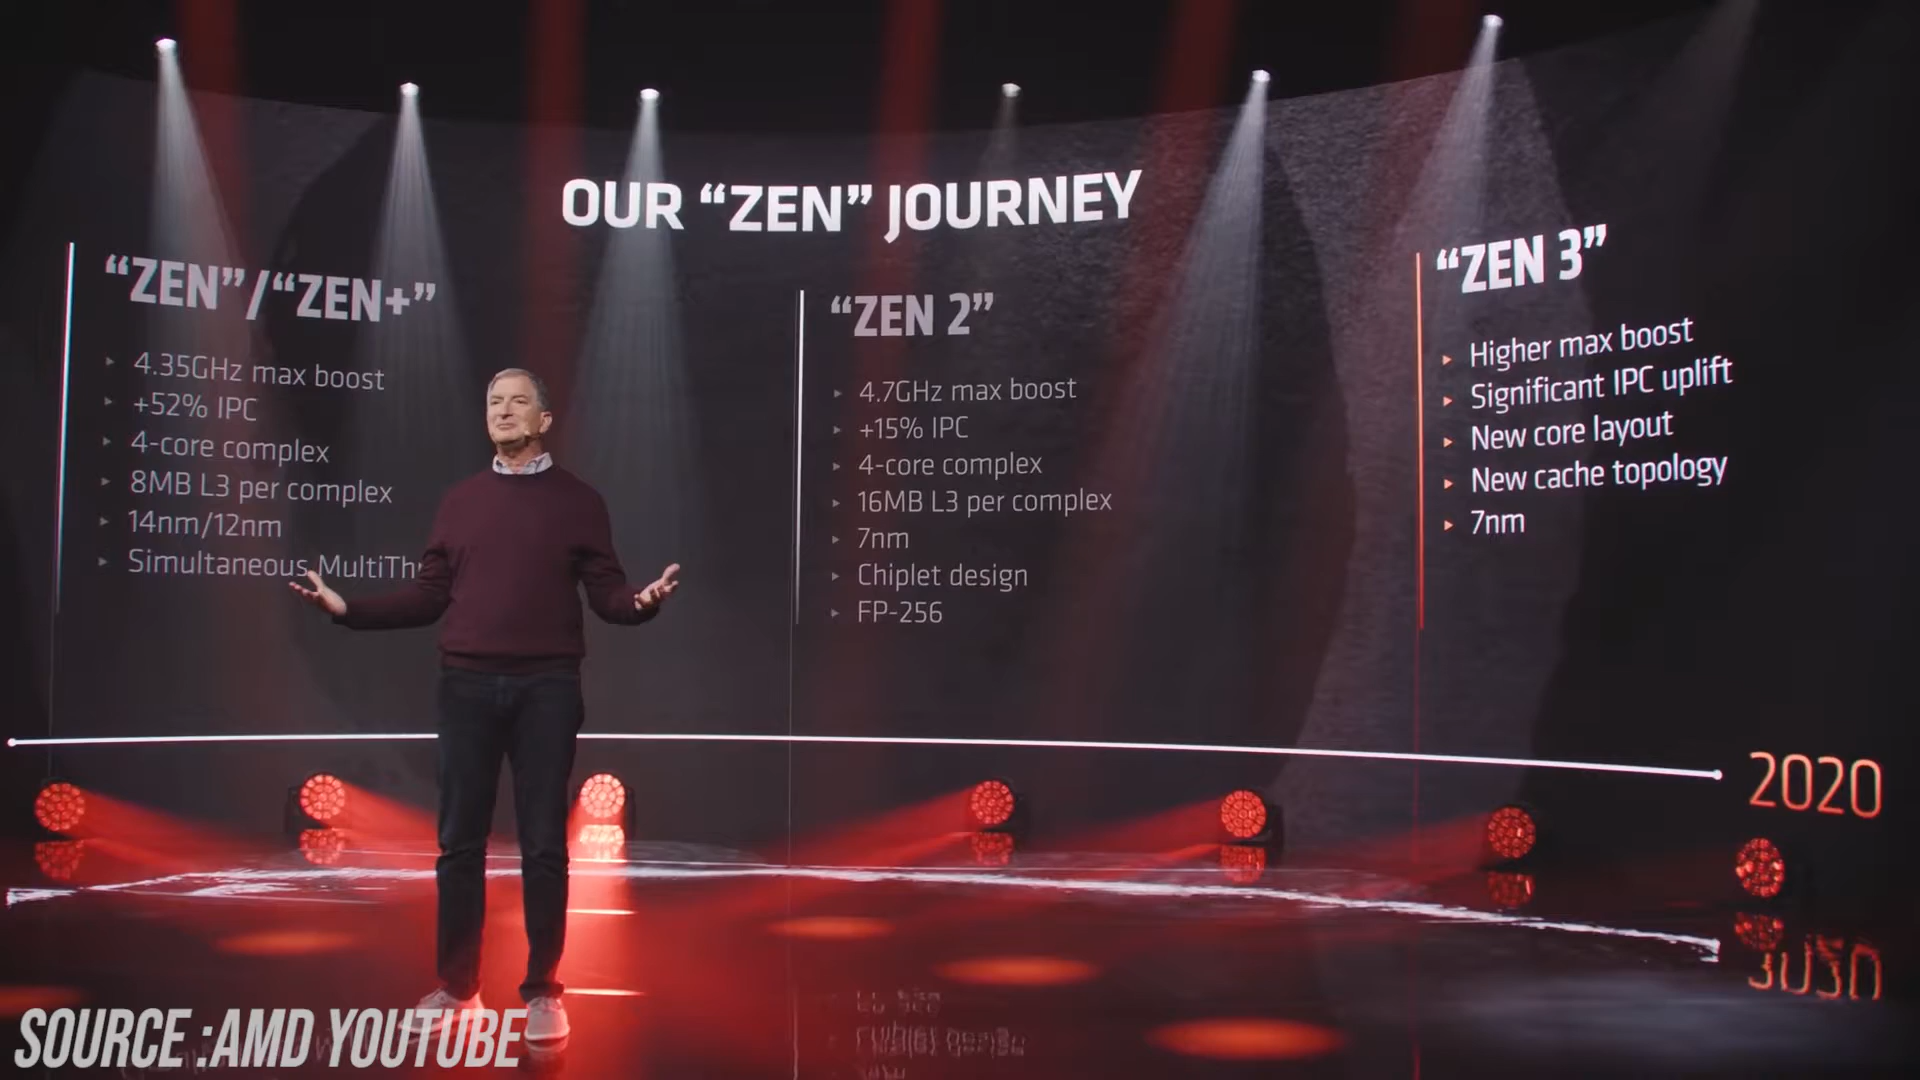 OUR “ZEN” JOURNEY
“ZEN”/“ZEN+”
4.35GHz max boost
+52% IPC
4-core complex
8MB L3 per complex
14nm/12nm
Simultaneous
“ZEN 2”
4.7GHz max boost
+15% IPC
4-core complex
16MB L3 per complex
7nm
Chiplet design
FP-256
“ZEN 3”
Higher max boost
Significant IPC uplift
New core layout
New cache topology
7nm
2020
SOURCE :AMD YOUTUBE